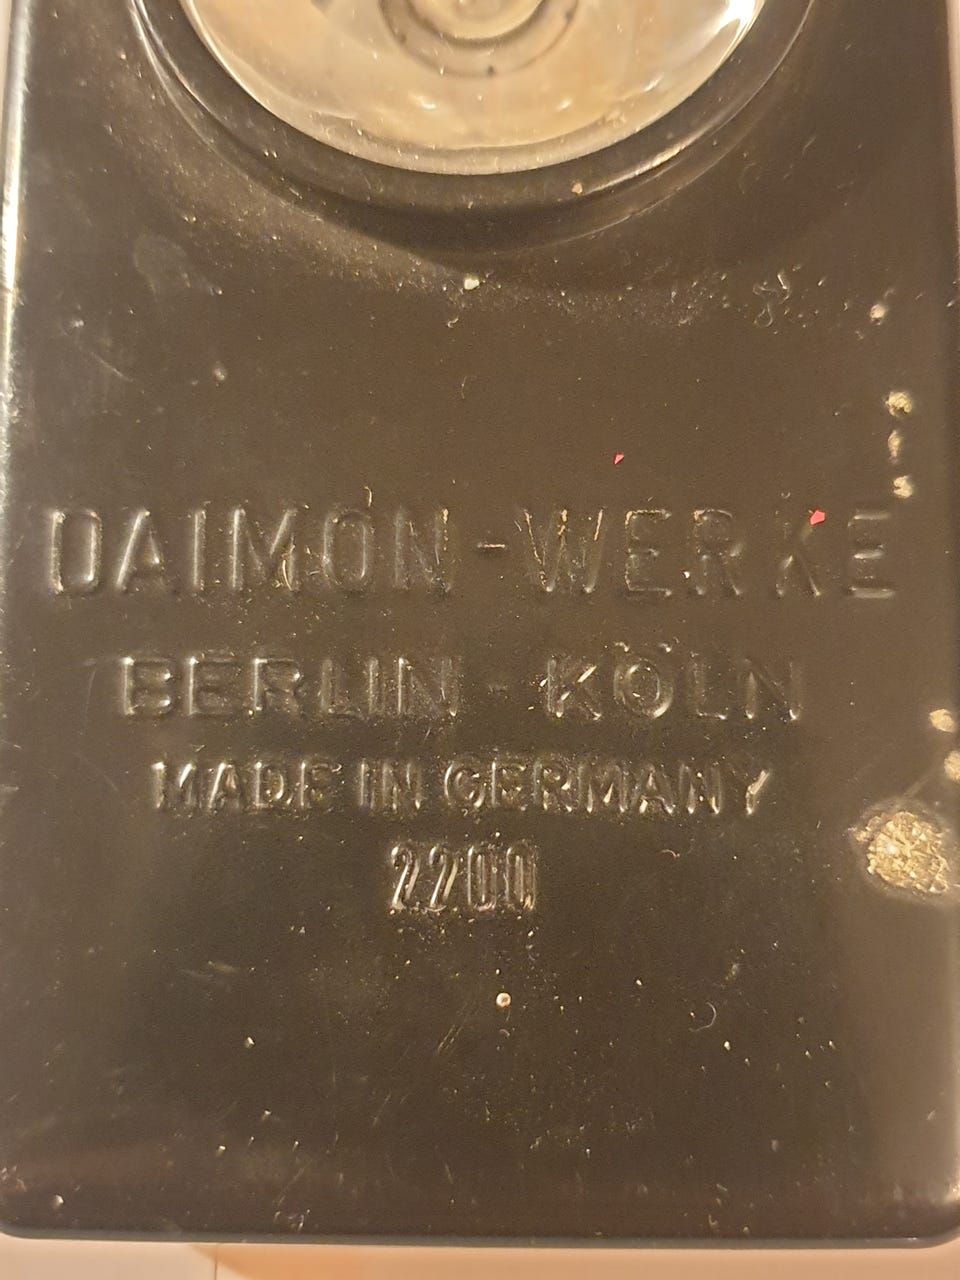 DAIMON-WERKE
BERLIN-KÖLN
MADE IN GERMANY
2200